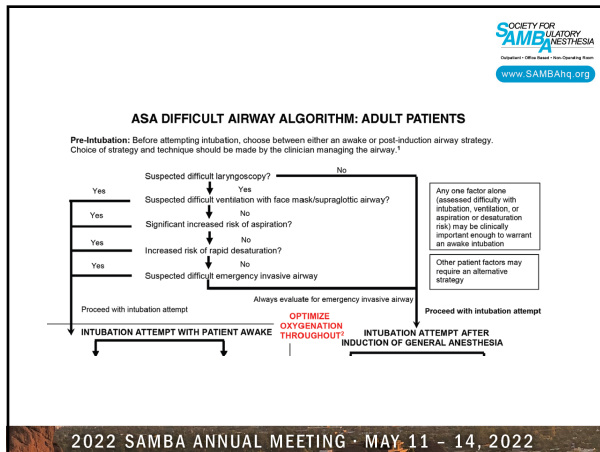 SOCIETY FOR
AMBULATORY
ANESTHESIA
Outpatient • Office Based • Non-Operating Room
www.SAMBAhq.org
ASA DIFFICULT AIRWAY ALGORITHM: ADULT PATIENTS
Pre-Intubation: Before attempting intubation, choose between either an awake or post-induction airway strategy.
Choice of strategy and technique should be made by the clinician managing the airway.¹
Suspected difficult laryngoscopy?
No
Yes
Yes
Suspected difficult ventilation with face mask/supraglottic airway?
No
Yes
Significant increased risk of aspiration?
No
Yes
Increased risk of rapid desaturation?
No
Yes
Suspected difficult emergency invasive airway
Any one factor alone
(assessed difficulty with
intubation, ventilation, or
aspiration or desaturation
risk) may be clinically
important enough to warrant
an awake intubation
Other patient factors may
require an alternative
strategy
Always evaluate for emergency invasive airway
Proceed with intubation attempt
Proceed with intubation attempt
INTUBATION ATTEMPT WITH PATIENT AWAKE
OPTIMIZE
OXYGENATION
THROUGHOUT²
INTUBATION ATTEMPT AFTER
INDUCTION OF GENERAL ANESTHESIA
2022 SAMBA ANNUAL MEETING · MAY 11 – 14, 2022